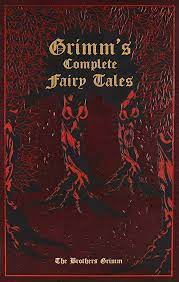 Grimm's
Complete
Fairy Tales
The Brothers Grimm